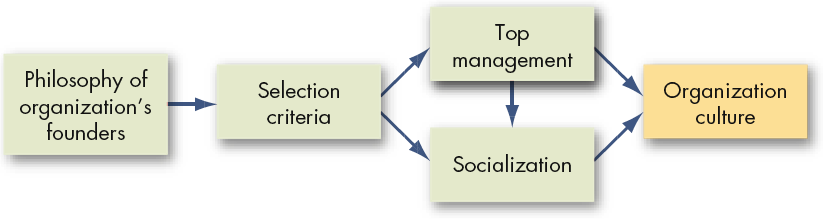 Philosophy of
organization's
founders
Selection
criteria
Top
management
Socialization
Organization
culture